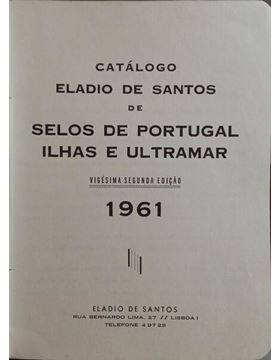 CATÁLOGO
ELADIO DE SANTOS
DE
SELOS DE PORTUGAL
ILHAS E ULTRAMAR
VIGÉSIMA SEGUNDA EDIÇÃO
1961
ELADIO DE SANTOS
RUA BERNARDO LIMA, 27 // LISBOA 1
TELEFONE 4 97 25